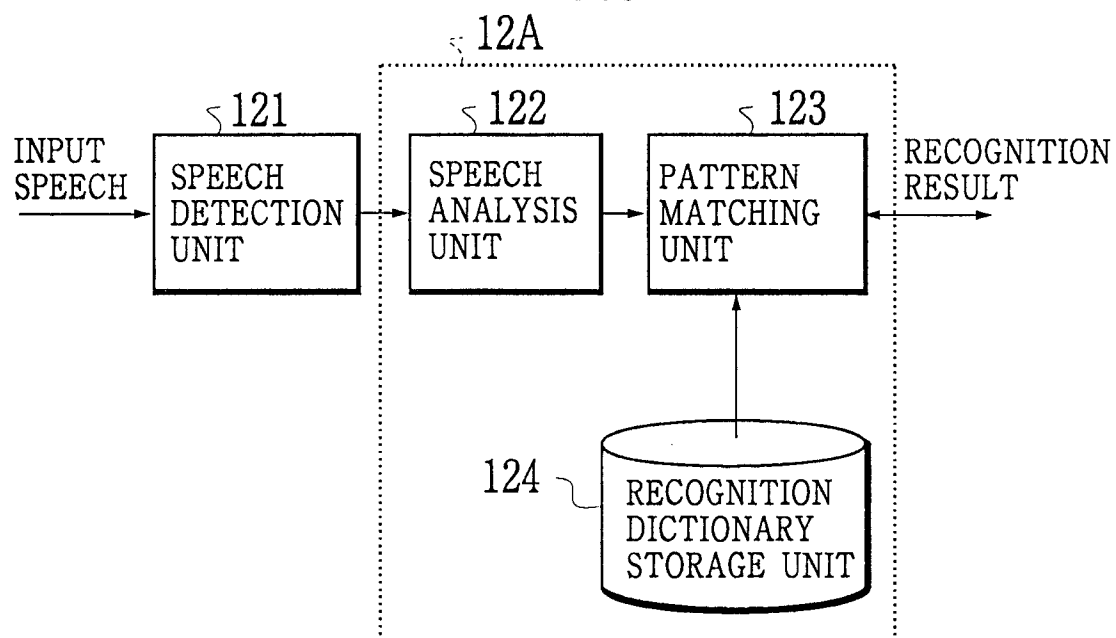 12A
121
122
123
INPUT
SPEECH
SPEECH
DETECTION
UNIT
SPEECH
ANALYSIS
UNIT
PATTERN
MATCHING
UNIT
RECOGNITION
RESULT
124
RECOGNITION
DICTIONARY
STORAGE UNIT